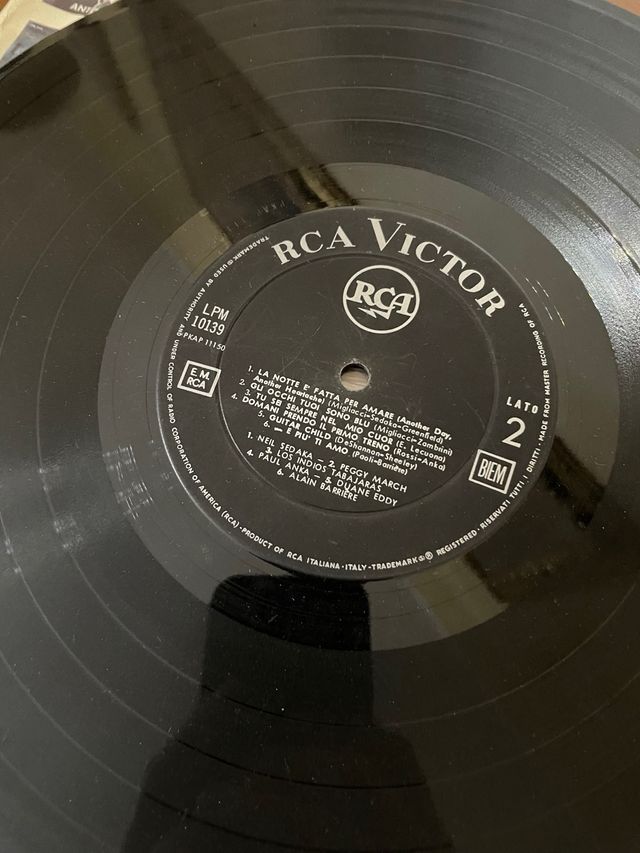 ANT
RCA VICTOR
RCA
LPM
10139
PKAP 11150
E.M.
RCA
LATO
2
BIEM
1. LA NOTTE E' FATTA PER AMARE (Another Day,
Another Heartache) (Migliacci-Sedaka-Greenfield)
2. GLI OCCHI TUOI SONO BLU (Migliacci-Zambrini)
3. TU SEI SEMPRE NEL MIO CUOR (E. Lecuona)
4. DOMANI PRENDO IL PRIMO TRENO (Rossi-Anka)
5. GUITAR CHILD (DeShannon-Sheeley)
6. — E PIU' TI AMO (Paoli-Barrière)
1. NEIL SEDAKA - 2. PEGGY MARCH
3. LOS INDIOS TABAJARAS
4. PAUL ANKA - 5. DUANE EDDY
6. ALAIN BARRIÈRE
TRADEMARK ® USED BY AUTHORITY AND UNDER CONTROL OF RADIO CORPORATION OF AMERICA (RCA) · PRODUCT OF RCA ITALIANA · ITALY - TRADEMARK ® REGISTERED · RISERVATI TUTTI I DIRITTI · MADE FROM MASTER RECORDING OF RCA